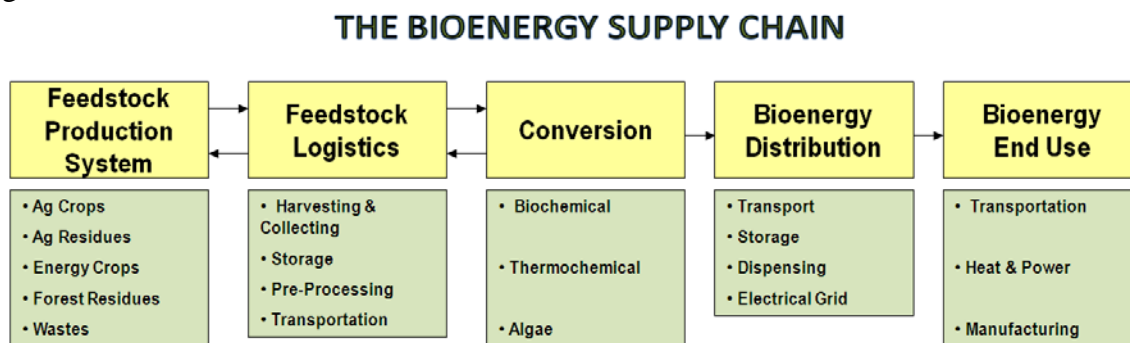 THE BIOENERGY SUPPLY CHAIN
Feedstock
Production
System
• Ag Crops
• Ag Residues
• Energy Crops
• Forest Residues
• Wastes
Feedstock
Logistics
• Harvesting &
Collecting
• Storage
• Pre-Processing
• Transportation
Conversion
• Biochemical
• Thermochemical
• Algae
Bioenergy
Distribution
• Transport
• Storage
• Dispensing
• Electrical Grid
Bioenergy
End Use
• Transportation
• Heat & Power
• Manufacturing